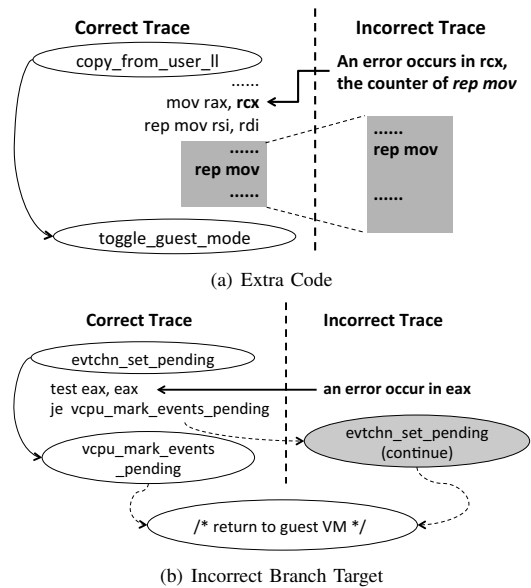 Correct Trace
Incorrect Trace
copy_from_user_ll
An error occurs in rcx,
the counter of rep mov
......
mov rax, rcx
rep mov rsi, rdi
......
rep mov
......
......
rep mov
......
toggle_guest_mode
(a) Extra Code
Correct Trace
Incorrect Trace
evtchn_set_pending
test eax, eax
an error occur in eax
je vcpu_mark_events_pending
vcpu_mark_events
_pending
evtchn_set_pending
(continue)
/* return to guest VM */
(b) Incorrect Branch Target